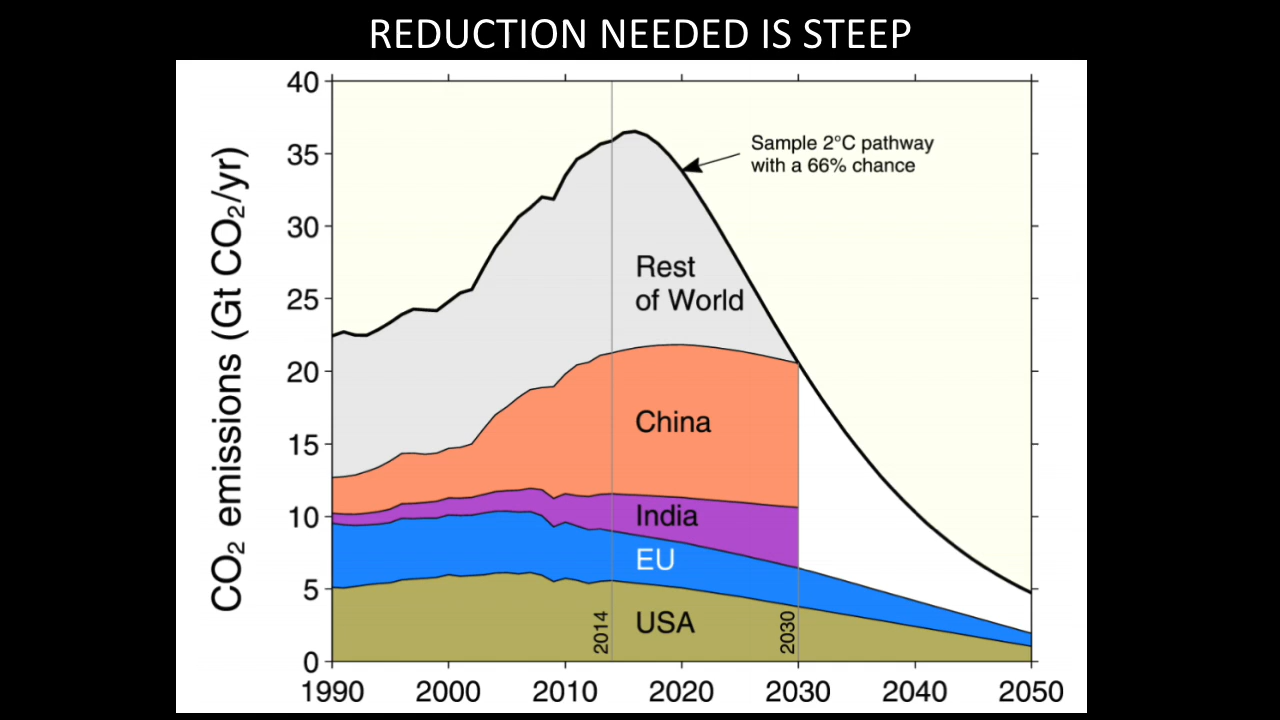 REDUCTION NEEDED IS STEEP
CO₂ emissions (Gt CO₂/yr)
40
35
30
25
20
15
10
5
0
Sample 2°C pathway
with a 66% chance
Rest
of World
China
India
EU
USA
2014
2030
1990
2000
2010
2020
2030
2040
2050